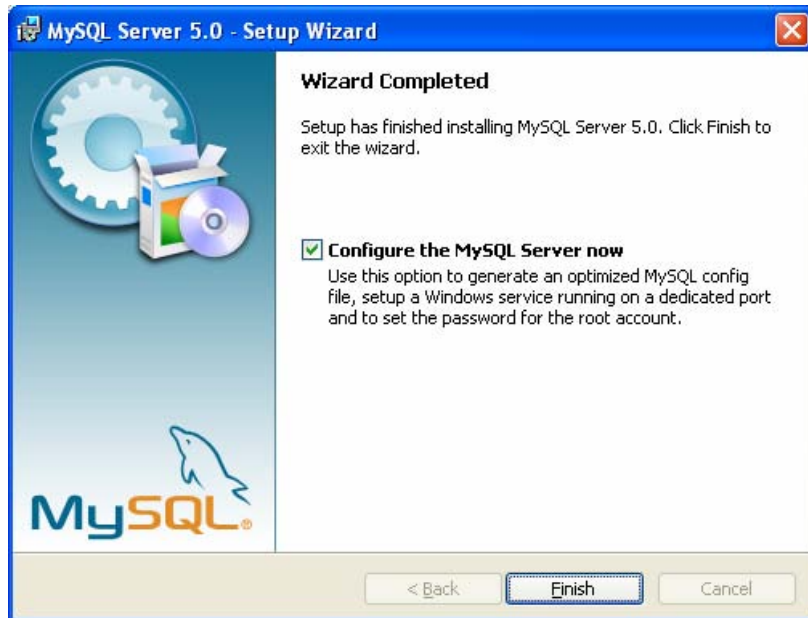 MySQL Server 5.0 - Setup Wizard
Wizard Completed
Setup has finished installing MySQL Server 5.0. Click Finish to
exit the wizard.
Configure the MySQL Server now
Use this option to generate an optimized MySQL config
file, setup a Windows service running on a dedicated port
and to set the password for the root account.
MySQL®
< Back
Finish
Cancel